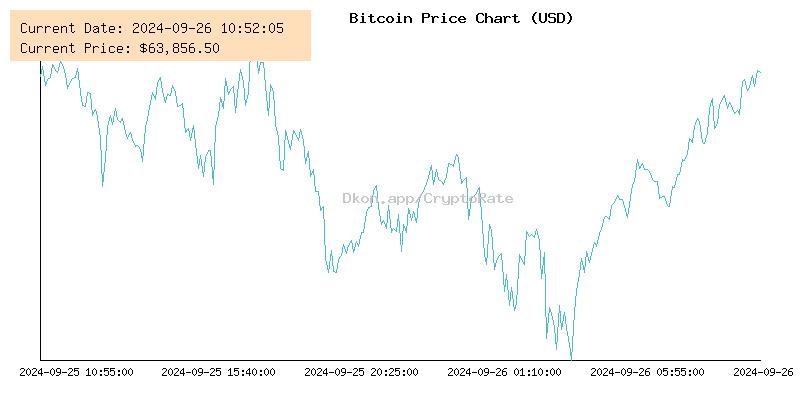 Bitcoin Price Chart (USD)
Current Date: 2024-09-26 10:52:05
Current Price: $63,856.50
Dkon.app/CryptoRate
2024-09-25 10:55:00 2024-09-25 15:40:00 2024-09-25 20:25:00 2024-09-26 01:10:00 2024-09-26 05:55:00 2024-09-26